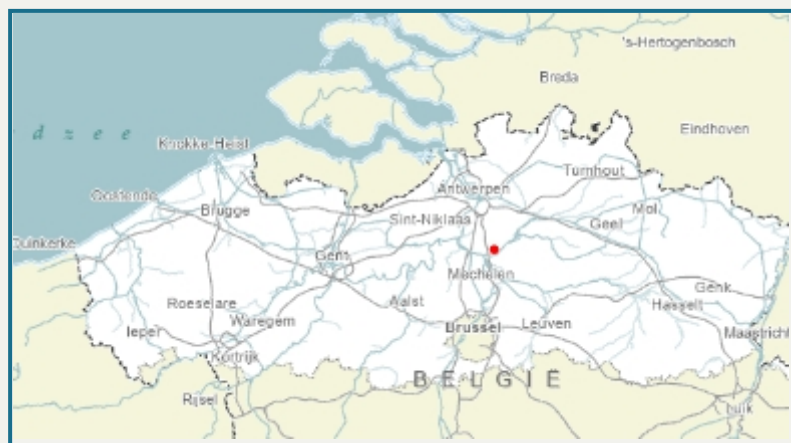 's-Hertogenbosch
Breda
d z e e
Eindhoven
Knokke-Heist
Turnhout
Antwerpen
Oostende
Mol
Brugge
Sint-Niklaas
Geel
Duinkerke
Gent
Mechelen
Genk
Roeselare
Aalst
Hasselt
Ieper
Waregem
Brussel
Leuven
Maastricht
Kortrijk
BELGIË
Rijsel
Luik